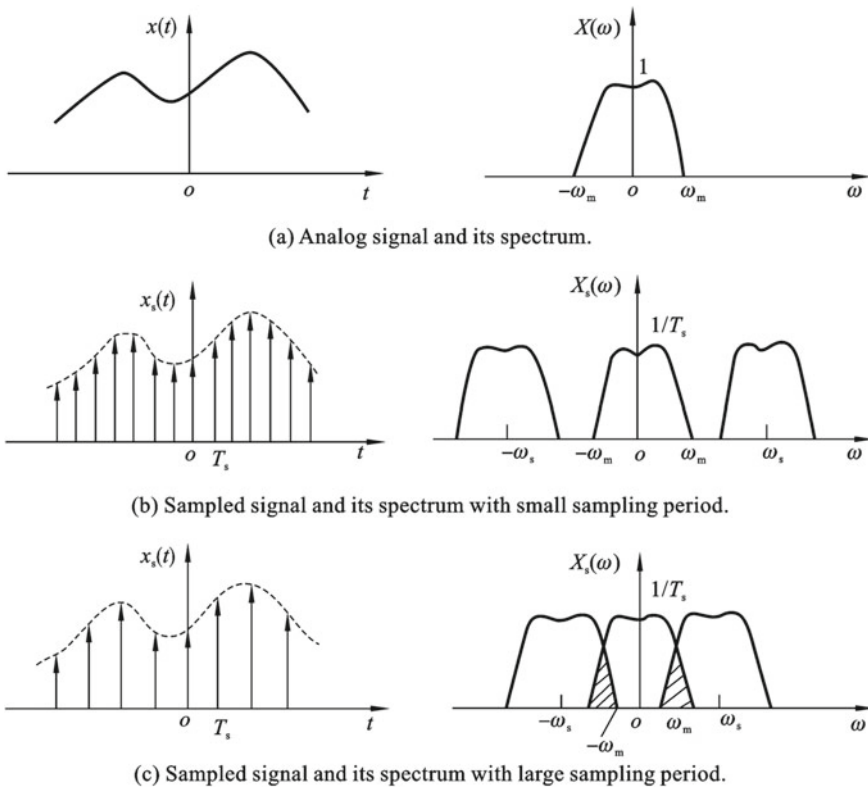 x(t)
X(ω)
1
o
t
−ω_m
o
ω_m
ω
(a) Analog signal and its spectrum.
x_s(t)
X_s(ω)
1/T_s
o
T_s
t
−ω_s
−ω_m
o
ω_m
ω_s
ω
(b) Sampled signal and its spectrum with small sampling period.
x_s(t)
X_s(ω)
1/T_s
o
T_s
t
−ω_s
−ω_m
o
ω_m
ω_s
ω
(c) Sampled signal and its spectrum with large sampling period.